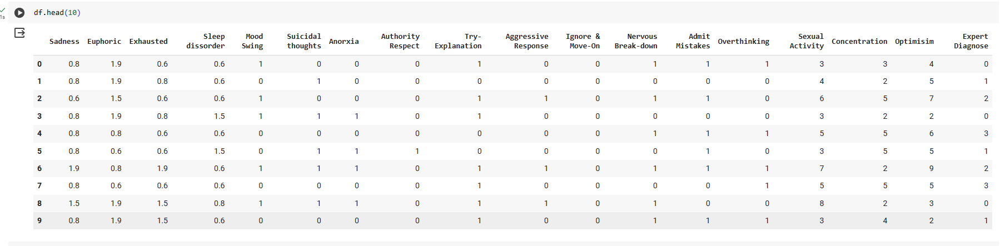 1s df.head(10)
Sadness Euphoric Exhausted Sleep dissorder Mood Swing Suicidal thoughts Anorxia Authority Respect Try-Explanation Aggressive Response Ignore & Move-On Nervous Break-down Admit Mistakes Overthinking Sexual Activity Concentration Optimisim Expert Diagnose
0 0.8 1.9 0.6 0.6 1 0 0 0 1 0 0 1 1 1 3 3 4 0
1 0.8 1.9 0.8 0.6 0 1 0 0 0 0 0 0 0 0 4 2 5 1
2 0.6 1.5 0.6 0.6 1 0 0 0 1 1 0 1 1 0 6 5 7 2
3 0.8 1.9 0.8 1.5 1 1 1 0 1 0 0 0 0 0 3 2 2 0
4 0.8 0.8 0.6 0.6 0 0 0 0 0 0 0 1 1 1 5 5 6 3
5 0.8 0.6 0.6 1.5 0 1 1 1 0 0 0 0 1 0 3 5 5 1
6 1.9 0.8 1.9 0.6 1 1 1 0 1 1 0 1 1 1 7 2 9 2
7 0.8 0.6 0.6 0.6 0 0 0 0 1 0 0 0 0 1 5 5 5 3
8 1.5 1.9 1.5 0.8 1 1 1 0 1 1 0 1 0 0 8 2 3 0
9 0.8 1.9 1.5 0.6 0 0 0 0 1 0 0 1 1 1 3 4 2 1